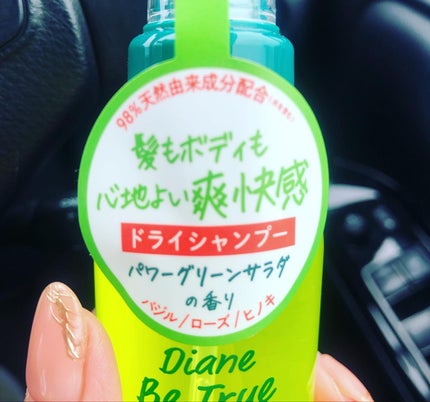 98%天然由来成分配合
髪もボディも
心地よい爽快感
ドライシャンプー
パワーグリーンサラダ
の香り
バジル/ローズ/ヒノキ
Diane
Be True